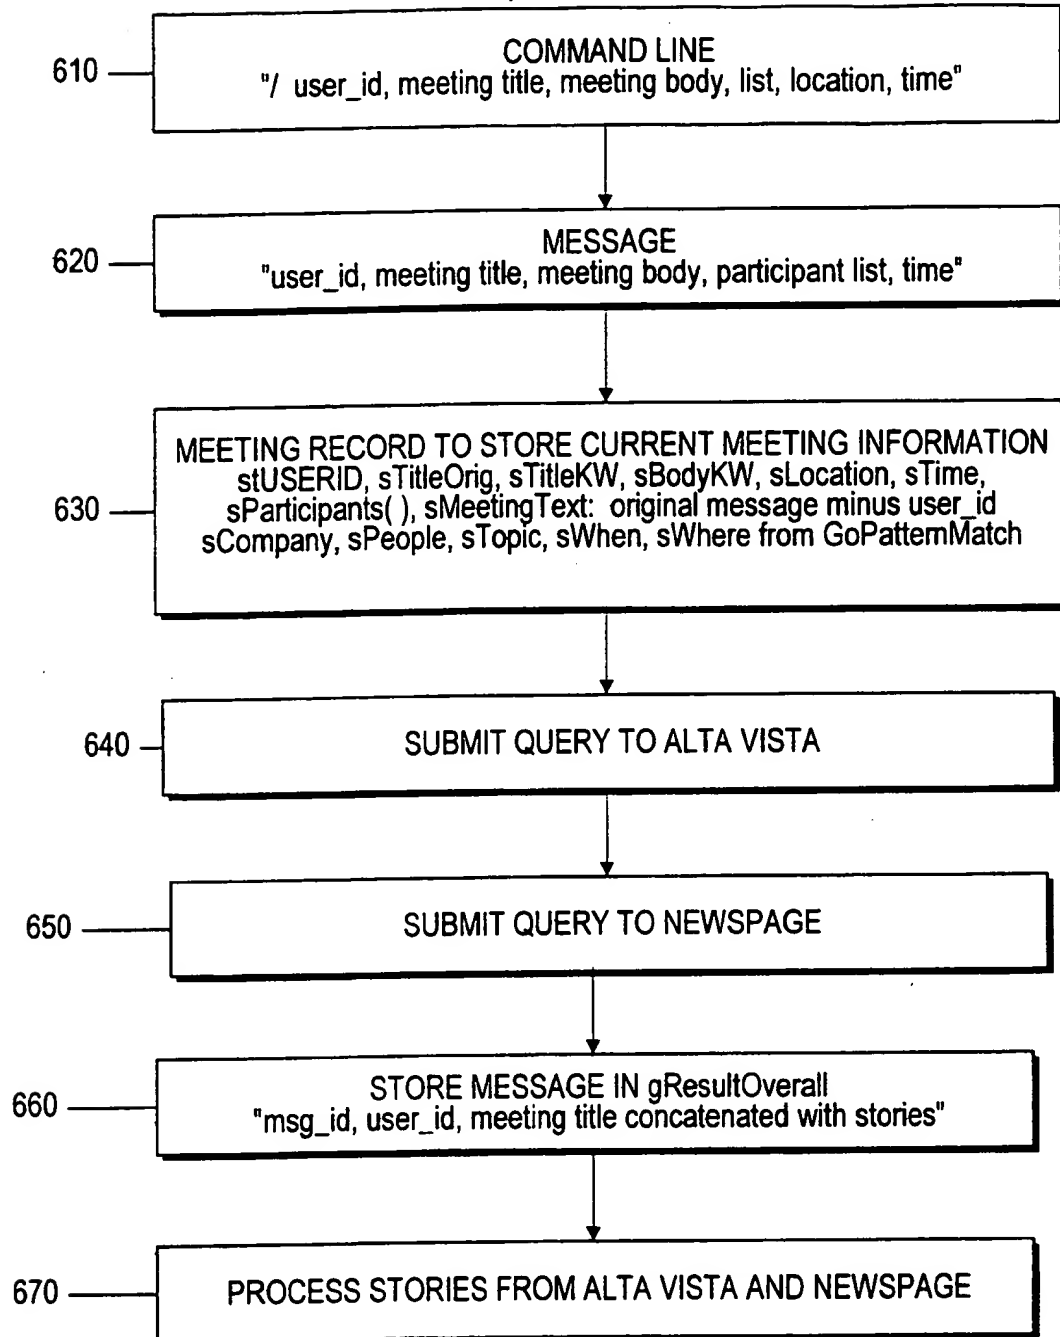 610
COMMAND LINE
"/ user_id, meeting title, meeting body, list, location, time"
620
MESSAGE
"user_id, meeting title, meeting body, participant list, time"
630
MEETING RECORD TO STORE CURRENT MEETING INFORMATION
stUSERID, sTitleOrig, sTitleKW, sBodyKW, sLocation, sTime,
sParticipants( ), sMeetingText: original message minus user_id
sCompany, sPeople, sTopic, sWhen, sWhere from GoPatternMatch
640
SUBMIT QUERY TO ALTA VISTA
650
SUBMIT QUERY TO NEWSPAGE
660
STORE MESSAGE IN gResultOverall
"msg_id, user_id, meeting title concatenated with stories"
670
PROCESS STORIES FROM ALTA VISTA AND NEWSPAGE